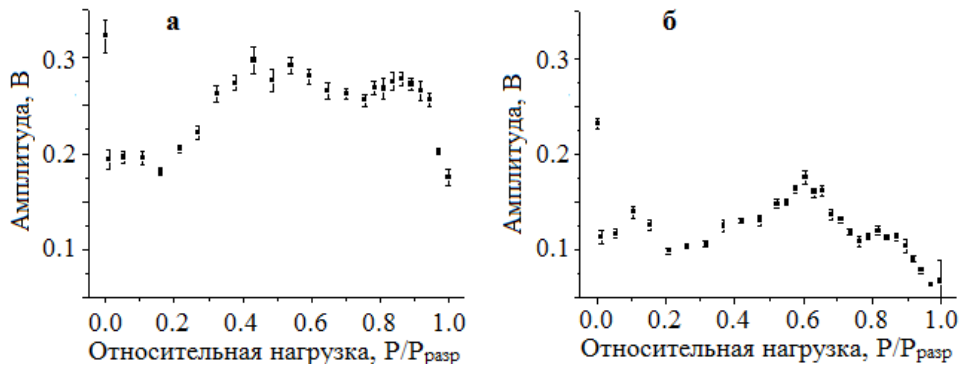 а
Амплитуда, В
0.3
0.2
0.1
0.0 0.2 0.4 0.6 0.8 1.0
Относительная нагрузка, P/Pразр
б
Амплитуда, В
0.3
0.2
0.1
0.0 0.2 0.4 0.6 0.8 1.0
Относительная нагрузка, P/Pразр